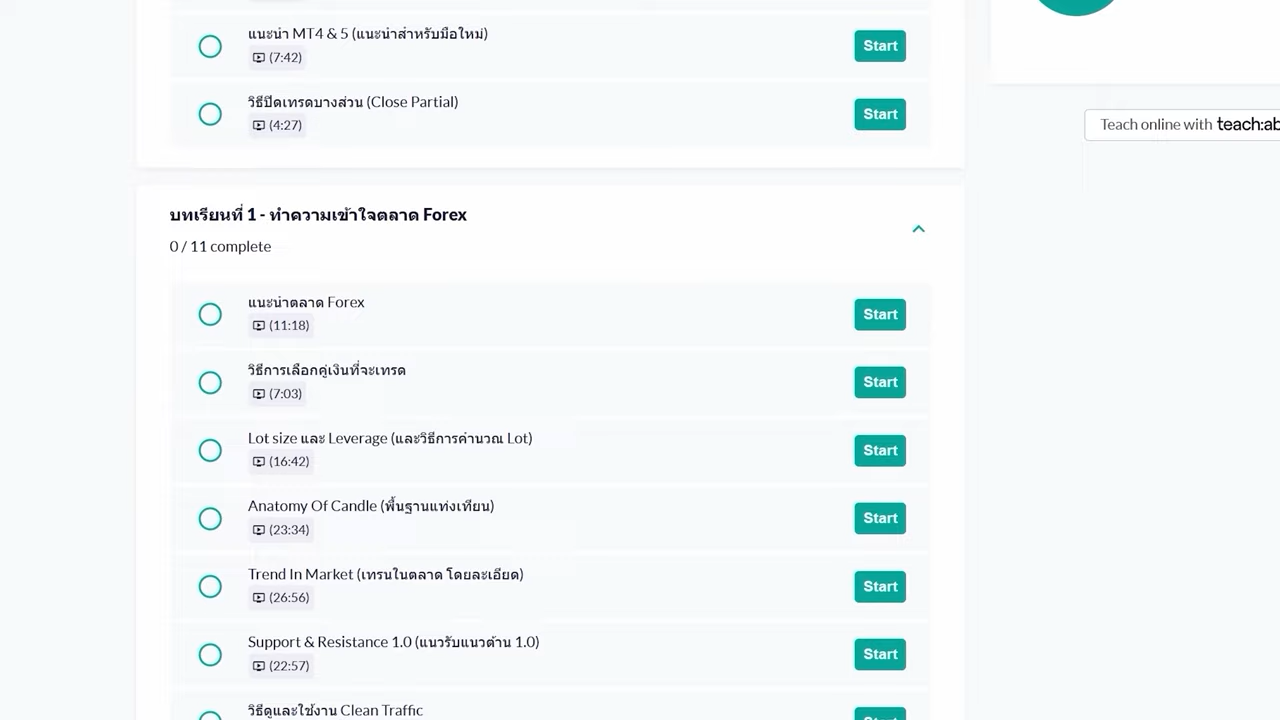 แนะนำ MT4 & 5 (แนะนำสำหรับมือใหม่)
(7:42)
Start
วิธีปิดเทรดบางส่วน (Close Partial)
(4:27)
Start
Teach online with teach:ab
บทเรียนที่ 1 - ทำความเข้าใจตลาด Forex
0 / 11 complete
แนะนำตลาด Forex
(11:18)
Start
วิธีการเลือกคู่เงินที่จะเทรด
(7:03)
Start
Lot size และ Leverage (และวิธีการคำนวณ Lot)
(16:42)
Start
Anatomy Of Candle (พื้นฐานแท่งเทียน)
(23:34)
Start
Trend In Market (เทรนในตลาด โดยละเอียด)
(26:56)
Start
Support & Resistance 1.0 (แนวรับแนวต้าน 1.0)
(22:57)
Start
วิธีดูและใช้งาน Clean Traffic
Start